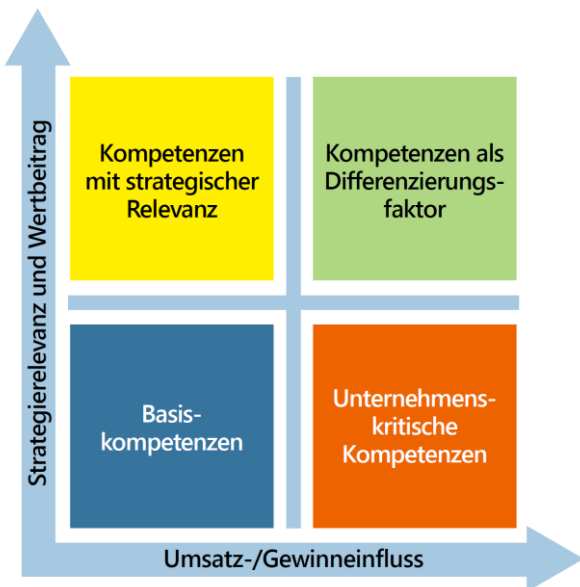 Strategierelevanz und Wertbeitrag
Kompetenzen
mit strategischer
Relevanz
Kompetenzen als
Differenzierungs-
faktor
Basis-
kompetenzen
Unternehmens-
kritische
Kompetenzen
Umsatz-/Gewinneinfluss